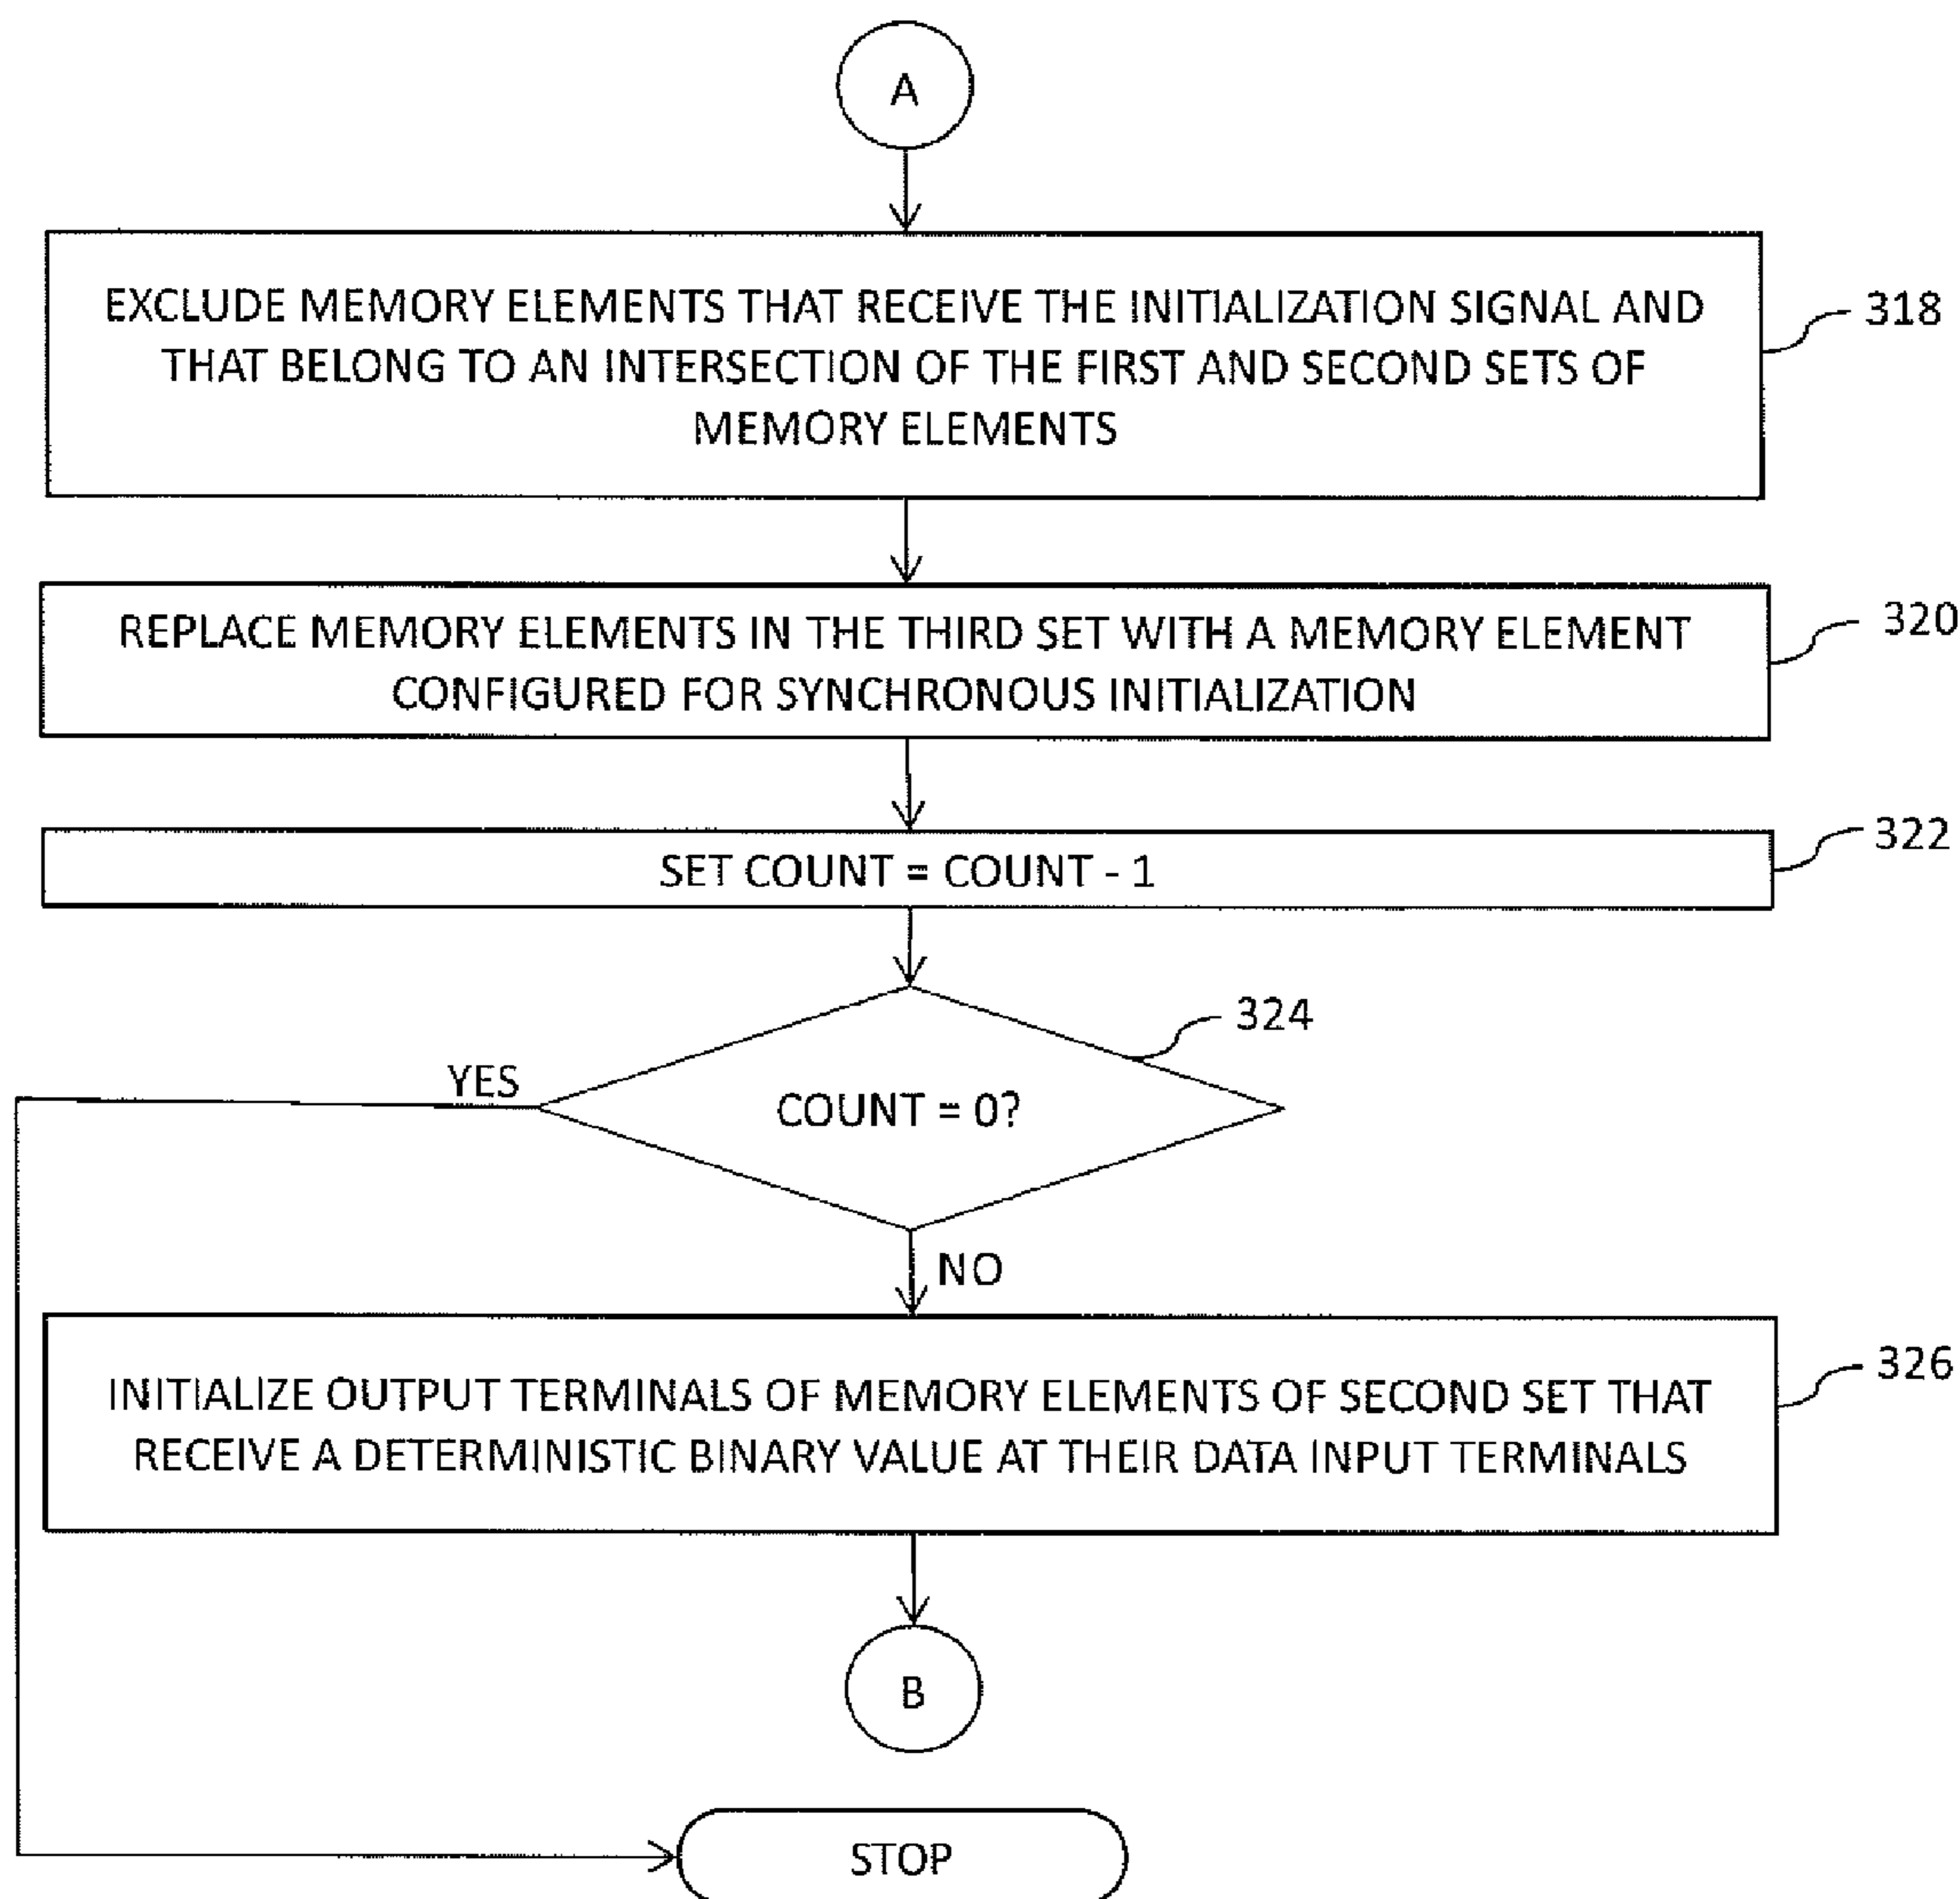 A
EXCLUDE MEMORY ELEMENTS THAT RECEIVE THE INITIALIZATION SIGNAL AND
THAT BELONG TO AN INTERSECTION OF THE FIRST AND SECOND SETS OF
MEMORY ELEMENTS
318
REPLACE MEMORY ELEMENTS IN THE THIRD SET WITH A MEMORY ELEMENT
CONFIGURED FOR SYNCHRONOUS INITIALIZATION
320
SET COUNT = COUNT - 1
322
324
YES
COUNT = 0?
NO
INITIALIZE OUTPUT TERMINALS OF MEMORY ELEMENTS OF SECOND SET THAT
RECEIVE A DETERMINISTIC BINARY VALUE AT THEIR DATA INPUT TERMINALS
326
B
STOP